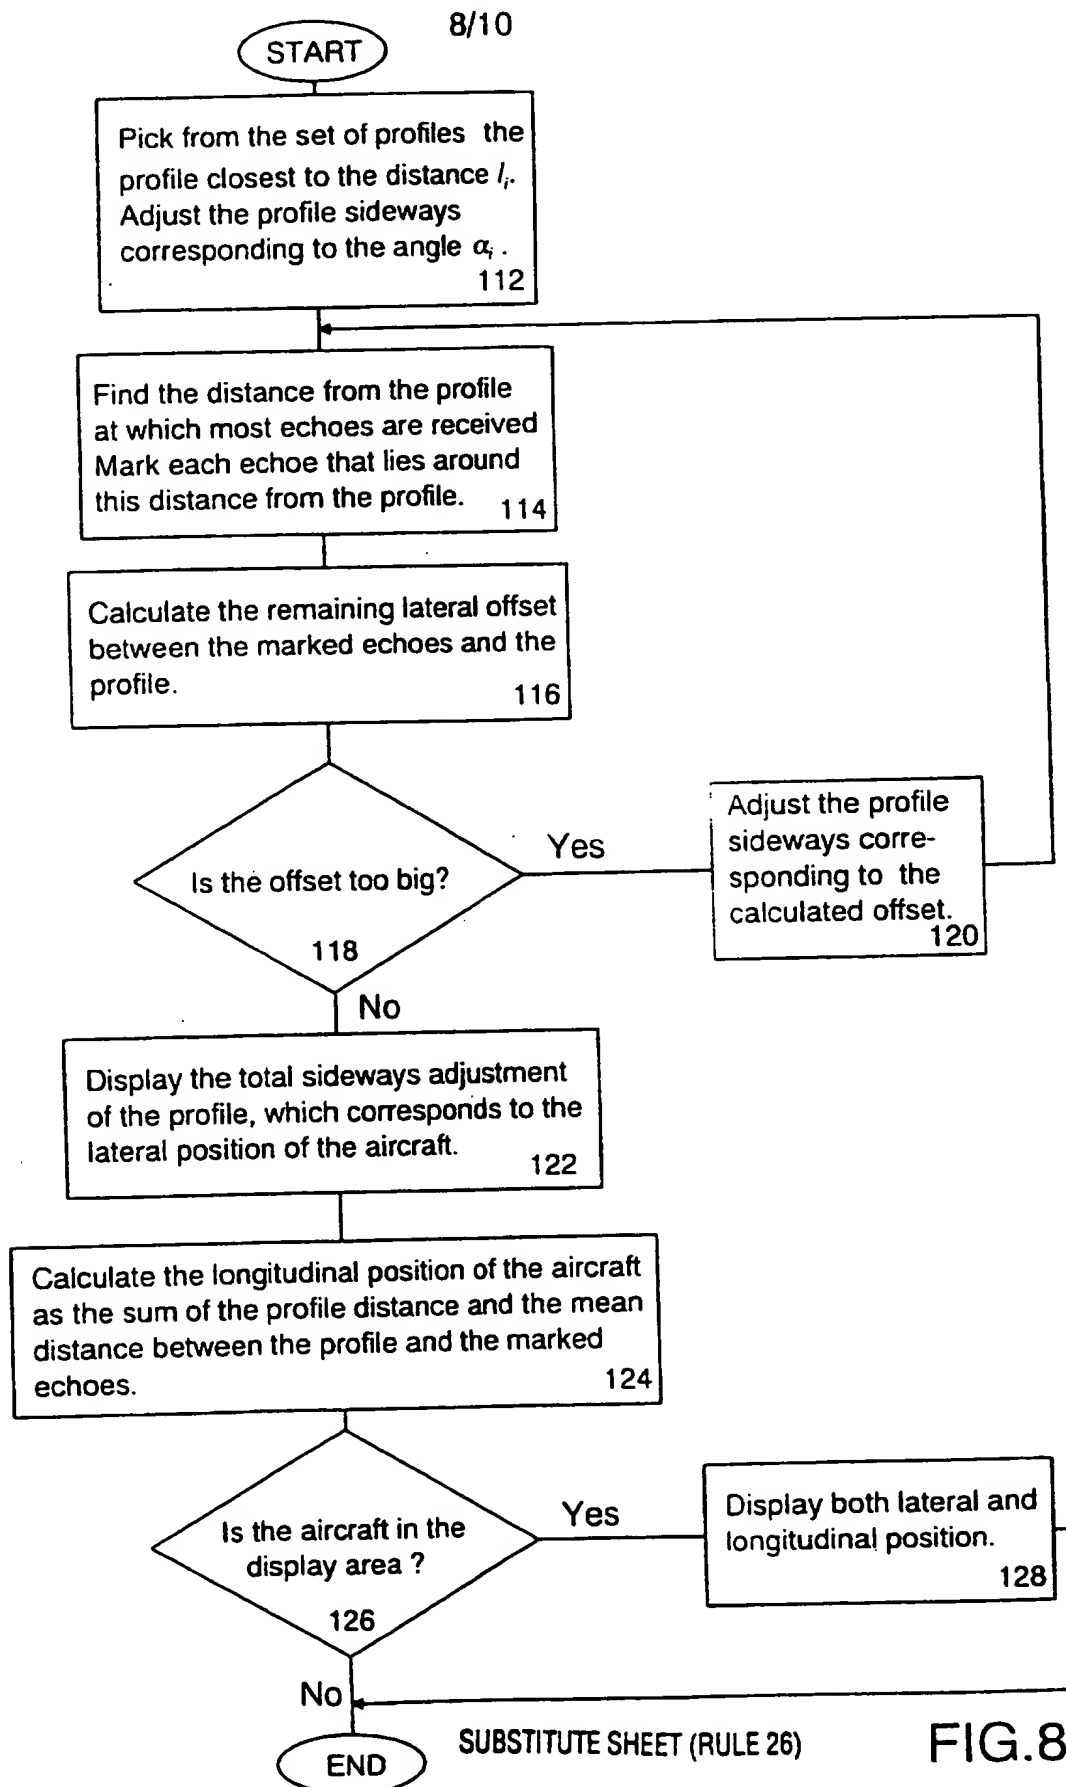 8/10
START
Pick from the set of profiles the
profile closest to the distance lᵢ.
Adjust the profile sideways
corresponding to the angle αᵢ.
112
Find the distance from the profile
at which most echoes are received
Mark each echoe that lies around
this distance from the profile. 114
Calculate the remaining lateral offset
between the marked echoes and the
profile.
116
Is the offset too big?
118
Yes
Adjust the profile
sideways corre-
sponding to the
calculated offset.
120
No
Display the total sideways adjustment
of the profile, which corresponds to the
lateral position of the aircraft.
122
Calculate the longitudinal position of the aircraft
as the sum of the profile distance and the mean
distance between the profile and the marked
echoes. 124
Is the aircraft in the
display area ?
126
Yes
Display both lateral and
longitudinal position.
128
No
END
SUBSTITUTE SHEET (RULE 26)
FIG.8